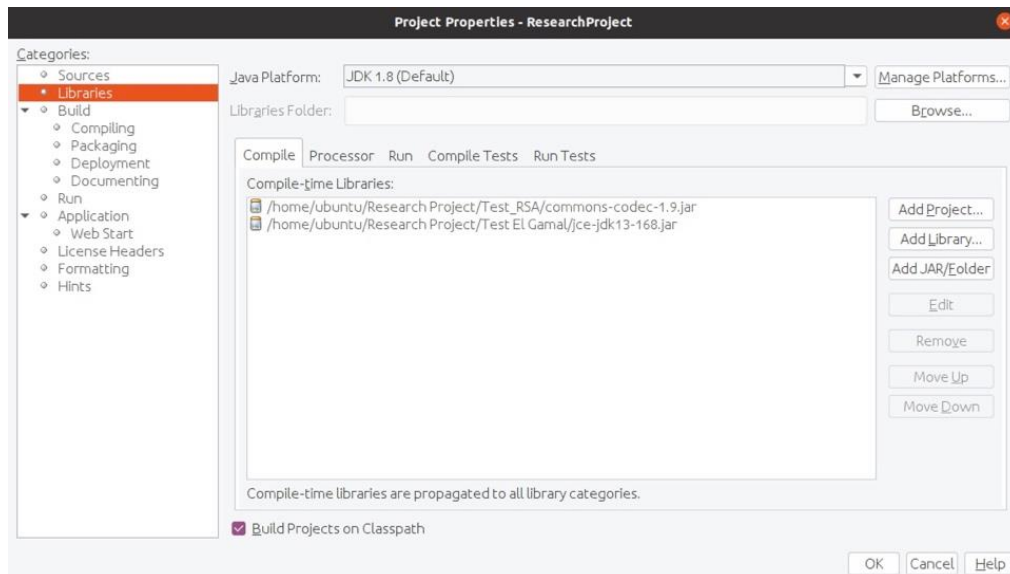 Project Properties - ResearchProject
Categories:
Sources
Libraries
Build
Compiling
Packaging
Deployment
Documenting
Run
Application
Web Start
License Headers
Formatting
Hints
Java Platform: JDK 1.8 (Default) Manage Platforms...
Libraries Folder: Browse...
Compile Processor Run Compile Tests Run Tests
Compile-time Libraries:
/home/ubuntu/Research Project/Test_RSA/commons-codec-1.9.jar
/home/ubuntu/Research Project/Test El Gamal/jce-jdk13-168.jar
Add Project...
Add Library...
Add JAR/Folder
Edit
Remove
Move Up
Move Down
Compile-time libraries are propagated to all library categories.
Build Projects on Classpath
OK Cancel Help